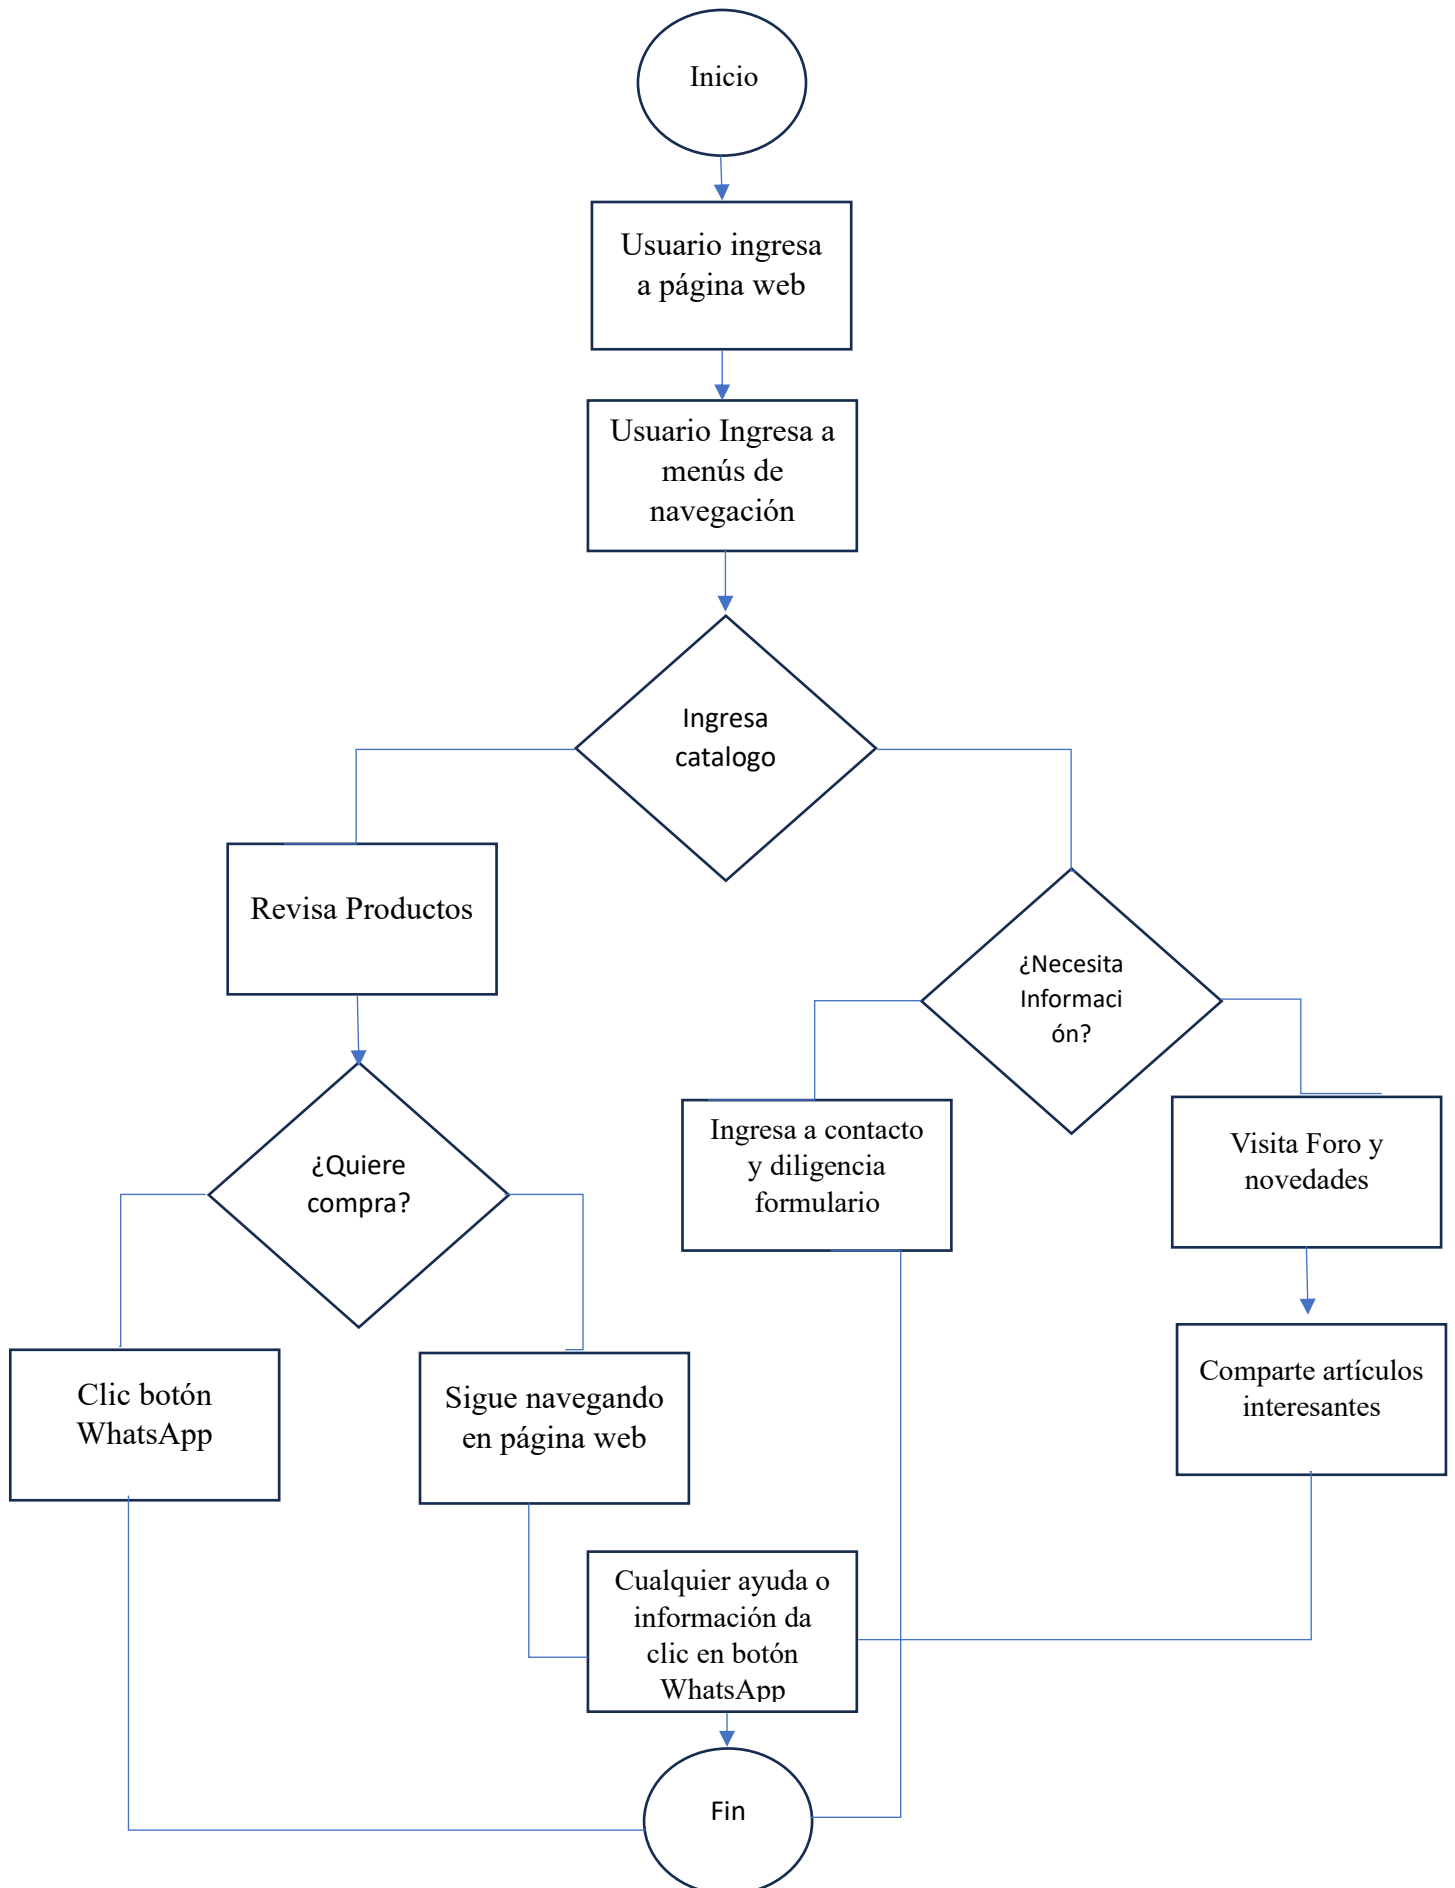 Inicio
Usuario ingresa
a página web
Usuario Ingresa a
menús de
navegación
Ingresa
catalogo
Revisa Productos
¿Necesita
Informaci
ón?
¿Quiere
compra?
Ingresa a contacto
y diligencia
formulario
Visita Foro y
novedades
Clic botón
WhatsApp
Sigue navegando
en página web
Comparte artículos
interesantes
Cualquier ayuda o
información da
clic en botón
WhatsApp
Fin